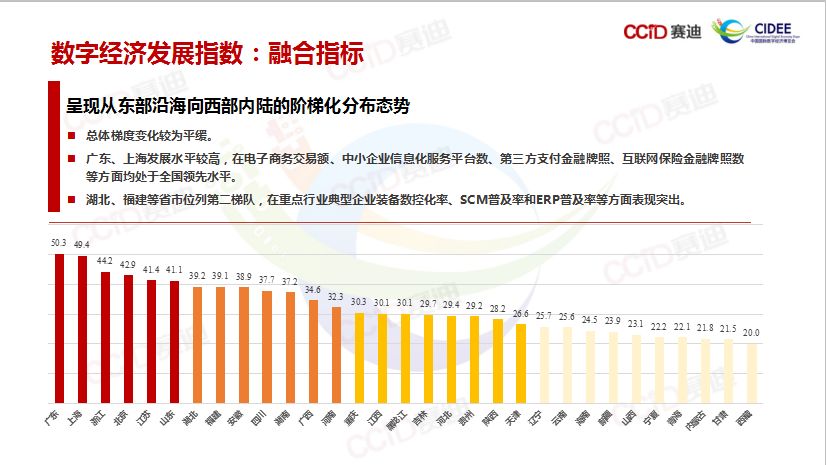 数字经济发展指数：融合指标
CCID赛迪
CIDEE
中国国际数字经济博览会
呈现从东部沿海向西部内陆的阶梯化分布态势
总体梯度变化较为平缓。
广东、上海发展水平较高，在电子商务交易额、中小企业信息化服务平台数、第三方支付金融牌照、互联网保险金融牌照数
等方面均处于全国领先水平。
湖北、福建等省市位列第二梯队，在重点行业典型企业装备数控化率、SCM普及率和ERP普及率等方面表现突出。
50.3 49.4 44.2 42.9 41.4 41.1 39.2 39.1 38.9 37.7 37.2 34.6 32.3 30.3 30.1 30.1 29.7 29.4 29.2 28.2 26.6 25.7 25.6 24.5 23.9 23.1 22.2 22.1 21.8 21.5 20.0
广东 上海 浙江 北京 江苏 山东 湖北 福建 安徽 四川 湖南 广西 河南 重庆 江西 黑龙江 吉林 河北 贵州 陕西 天津 辽宁 云南 海南 新疆 山西 宁夏 青海 内蒙古 甘肃 西藏